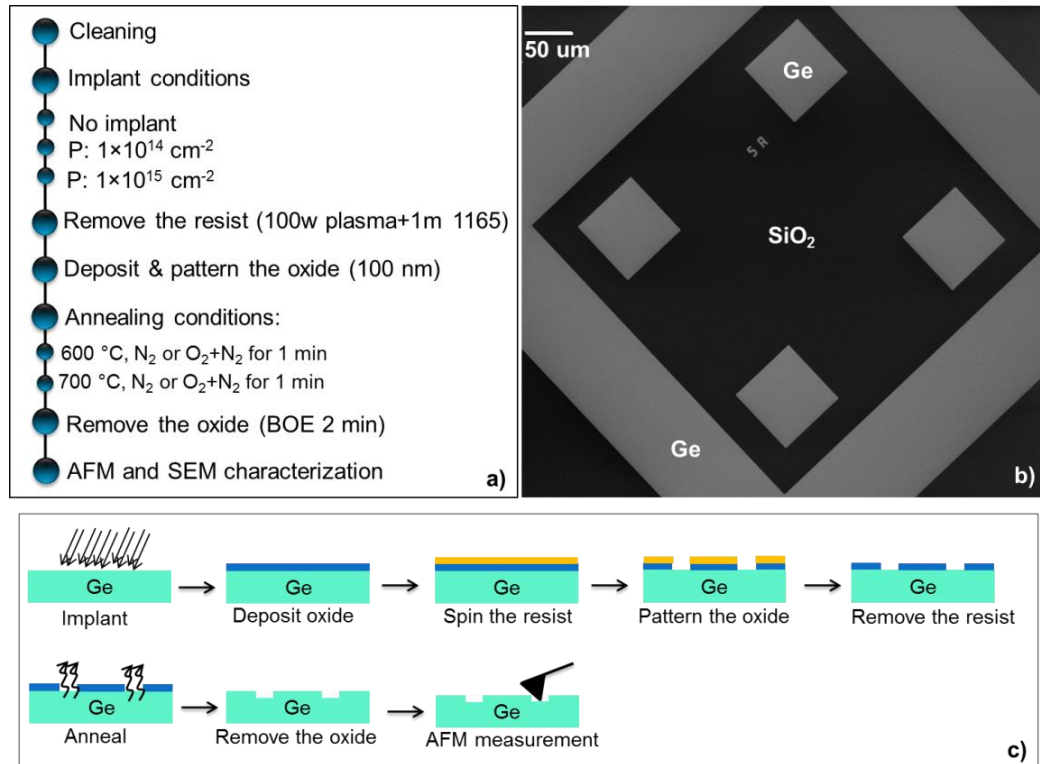 Cleaning
Implant conditions
No implant
P: 1×10¹⁴ cm⁻²
P: 1×10¹⁵ cm⁻²
Remove the resist (100w plasma+1m 1165)
Deposit & pattern the oxide (100 nm)
Annealing conditions:
600 °C, N₂ or O₂+N₂ for 1 min
700 °C, N₂ or O₂+N₂ for 1 min
Remove the oxide (BOE 2 min)
AFM and SEM characterization
a)
50 um
Ge
5 A
SiO₂
Ge
b)
Ge
Implant
Ge
Deposit oxide
Ge
Spin the resist
Ge
Pattern the oxide
Ge
Remove the resist
Ge
Anneal
Ge
Remove the oxide
Ge
AFM measurement
c)